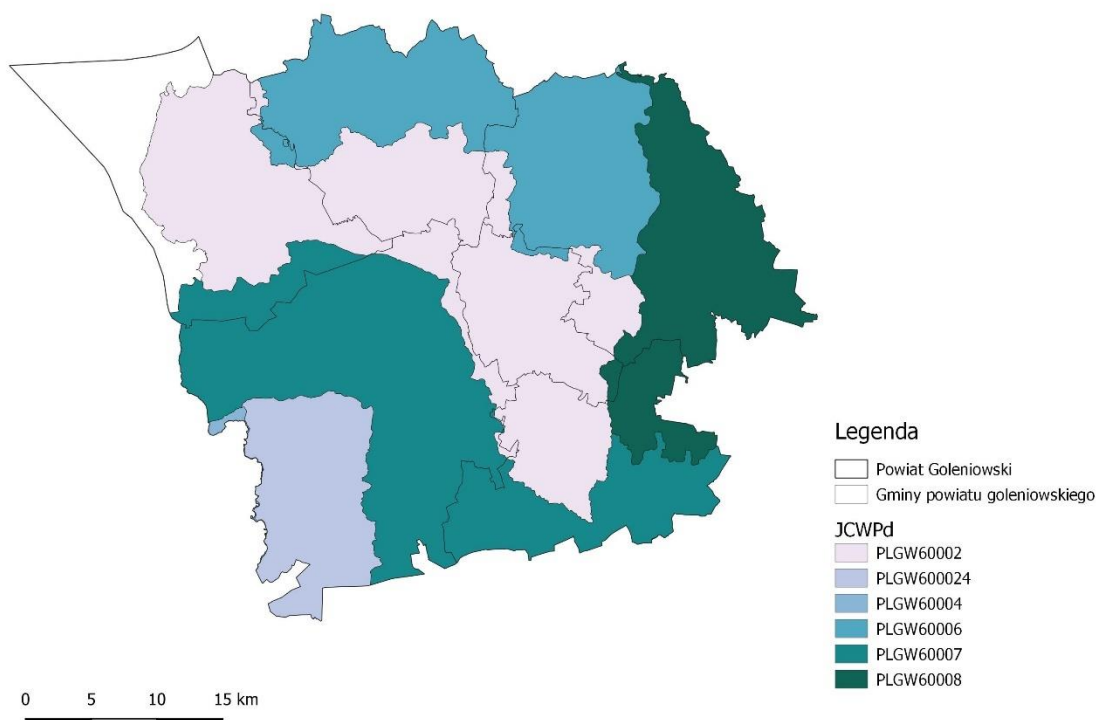 Legenda
Powiat Goleniowski
Gminy powiatu goleniowskiego
JCWPd
PLGW60002
PLGW600024
PLGW60004
PLGW60006
PLGW60007
PLGW60008
0 5 10 15 km